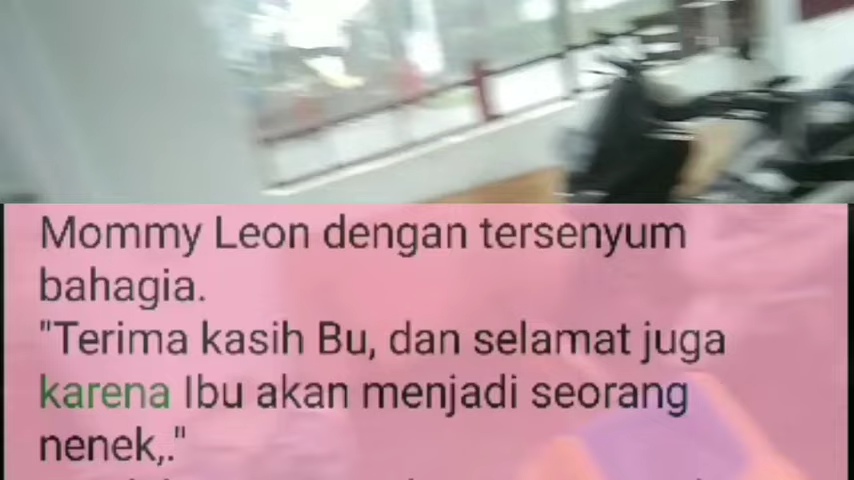 Mommy Leon dengan tersenyum
bahagia.
"Terima kasih Bu, dan selamat juga
karena Ibu akan menjadi seorang
nenek,."